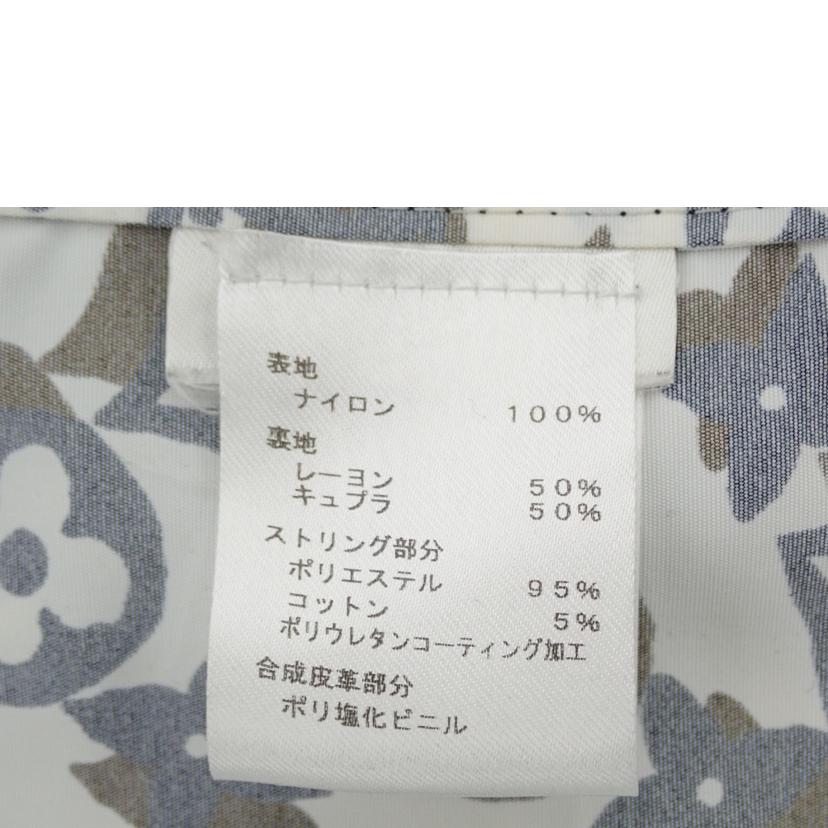 表地
ナイロン 100%
裏地
レーヨン 50%
キュプラ 50%
ストリング部分
ポリエステル 95%
コットン 5%
ポリウレタンコーティング加工
合成皮革部分
ポリ塩化ビニル